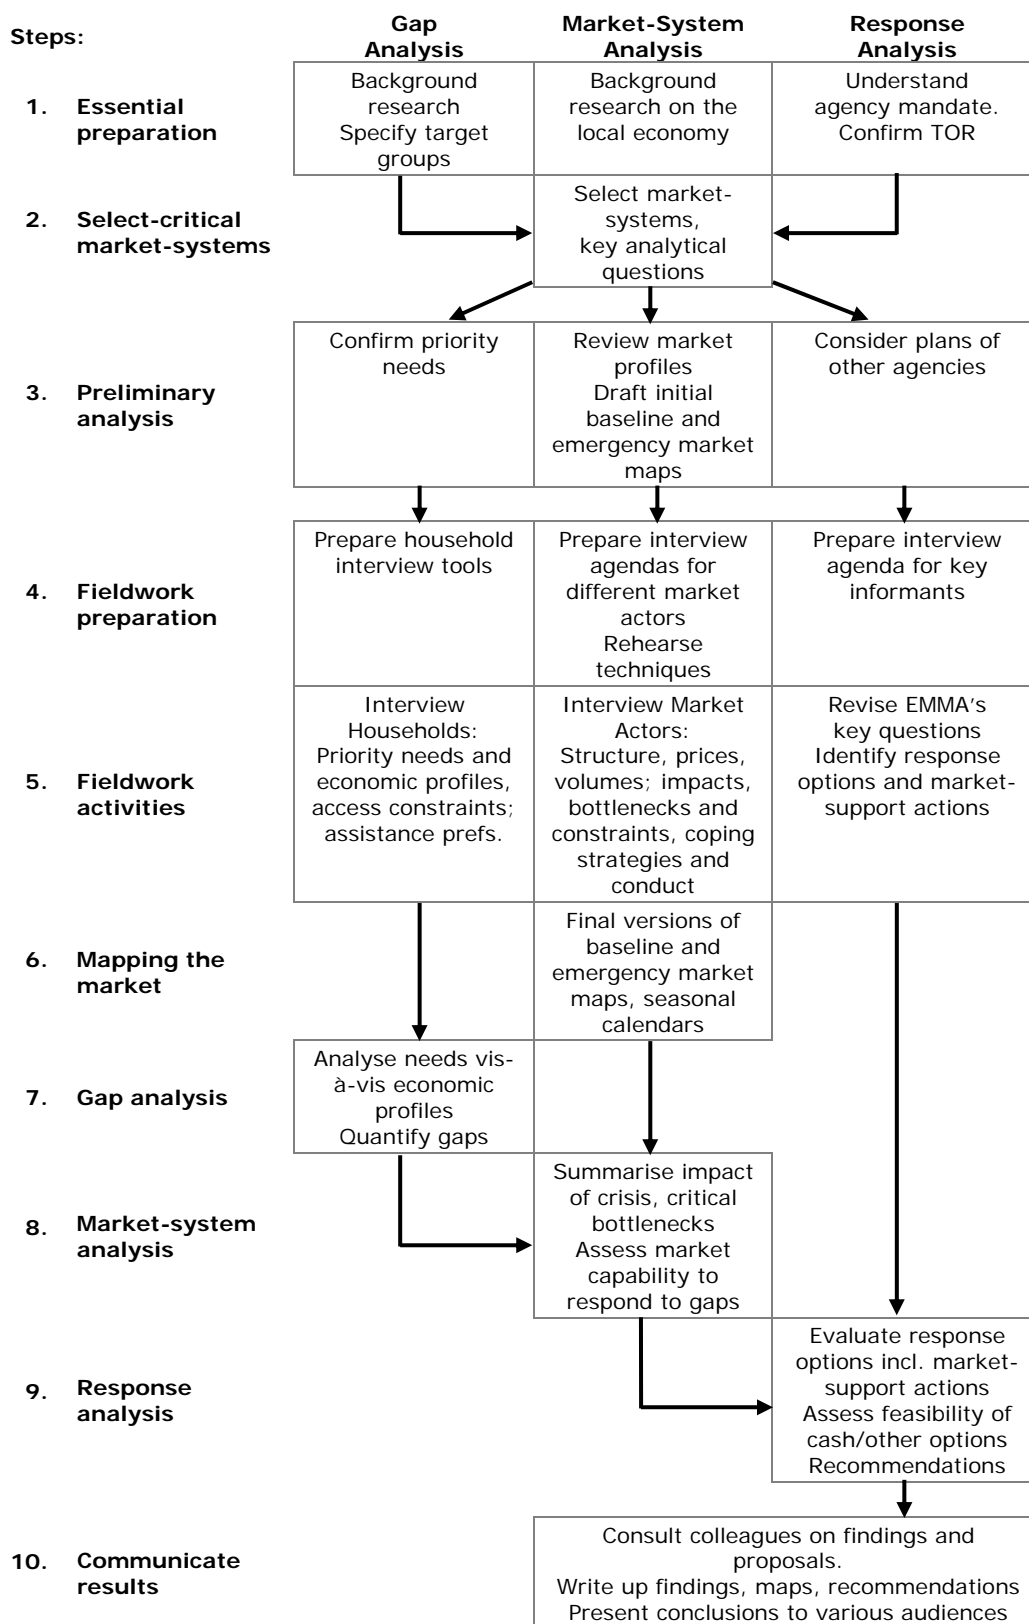 Steps:
Gap
Analysis
Market-System
Analysis
Response
Analysis
1. Essential
preparation
Background
research
Specify target
groups
Background
research on the
local economy
Understand
agency mandate.
Confirm TOR
2. Select-critical
market-systems
Select market-
systems,
key analytical
questions
3. Preliminary
analysis
Confirm priority
needs
Review market
profiles
Draft initial
baseline and
emergency market
maps
Consider plans of
other agencies
4. Fieldwork
preparation
Prepare household
interview tools
Prepare interview
agendas for
different market
actors
Rehearse
techniques
Prepare interview
agenda for key
informants
5. Fieldwork
activities
Interview
Households:
Priority needs and
economic profiles,
access constraints;
assistance prefs.
Interview Market
Actors:
Structure, prices,
volumes; impacts,
bottlenecks and
constraints, coping
strategies and
conduct
Revise EMMA's
key questions
Identify response
options and market-
support actions
6. Mapping the
market
Final versions of
baseline and
emergency market
maps, seasonal
calendars
7. Gap analysis
Analyse needs vis-
à-vis economic
profiles
Quantify gaps
8. Market-system
analysis
Summarise impact
of crisis, critical
bottlenecks
Assess market
capability to
respond to gaps
9. Response
analysis
Evaluate response
options incl. market-
support actions
Assess feasibility of
cash/other options
Recommendations
10. Communicate
results
Consult colleagues on findings and
proposals.
Write up findings, maps, recommendations
Present conclusions to various audiences